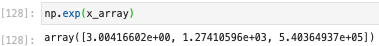 [128]: np.exp(x_array)
[128]: array([3.00416602e+00, 1.27410596e+03, 5.40364937e+05])